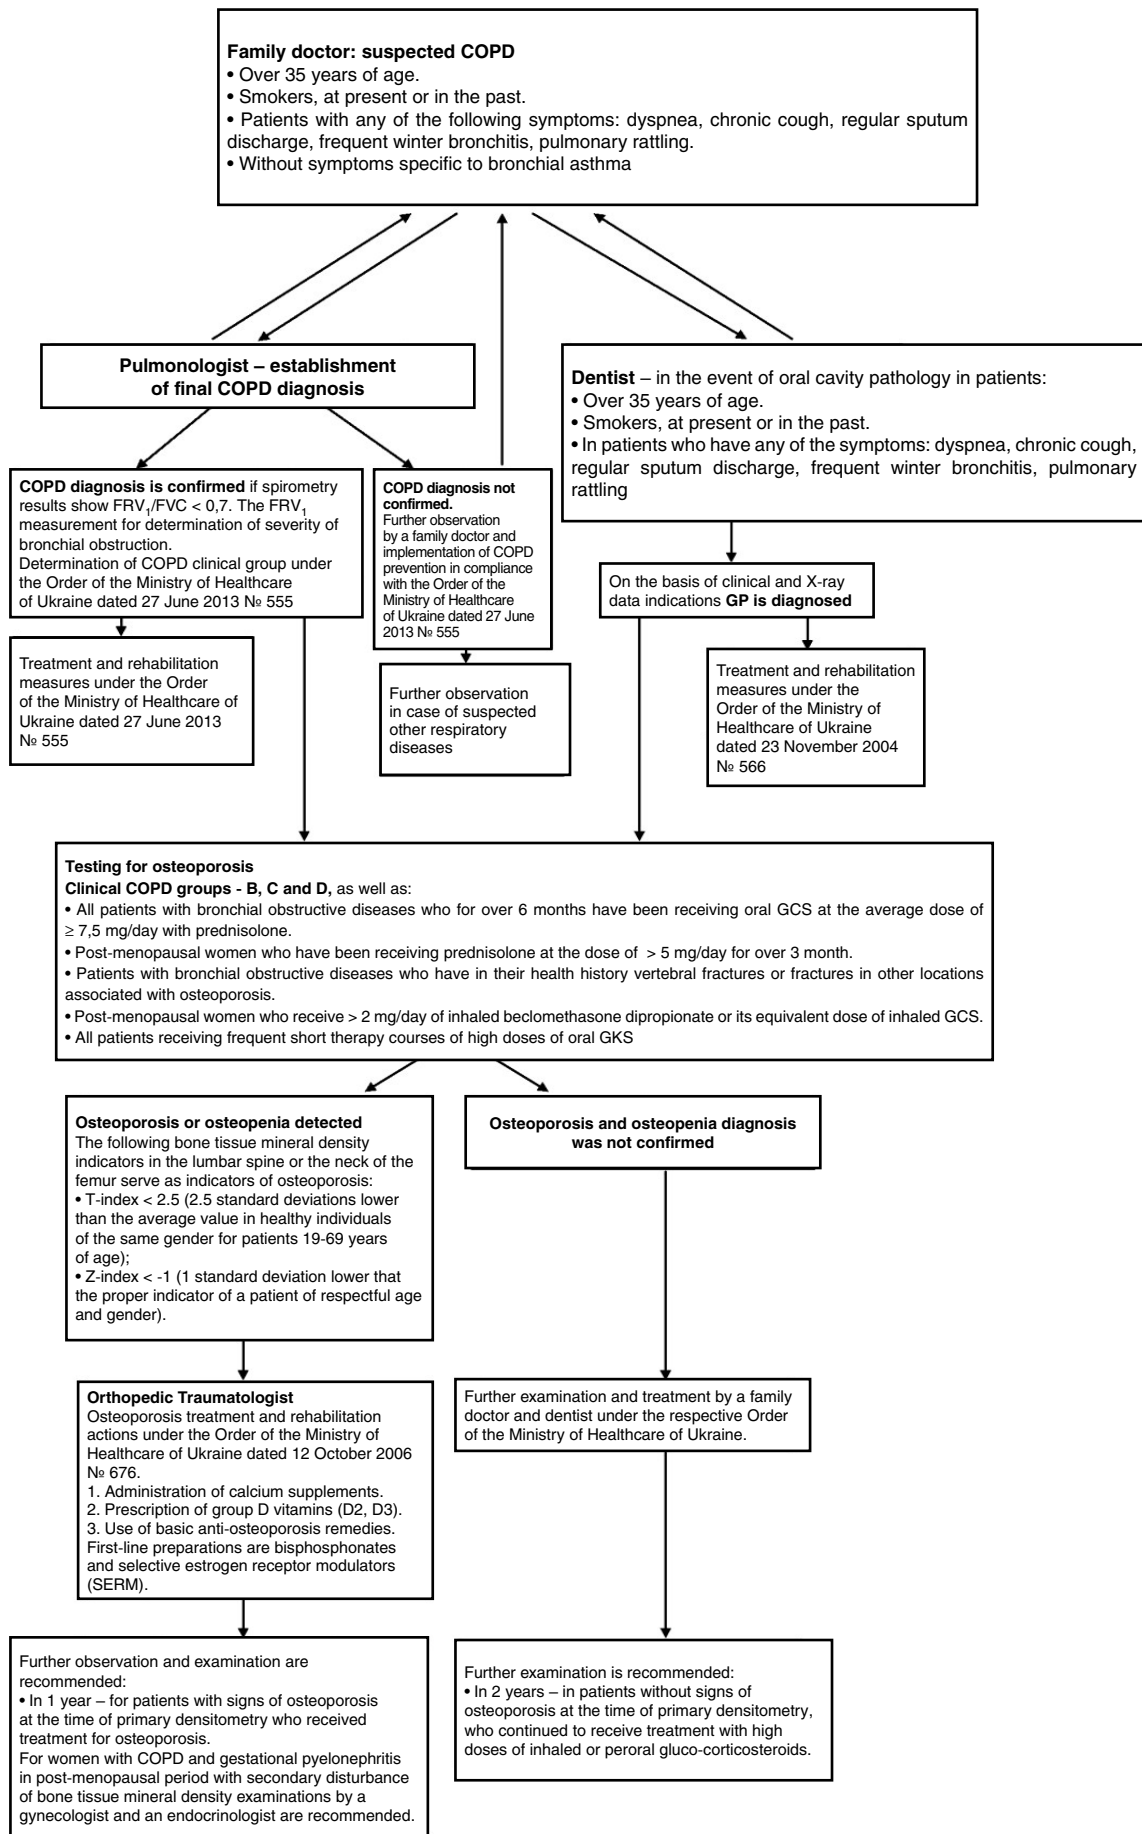 Family doctor: suspected COPD
• Over 35 years of age.
• Smokers, at present or in the past.
• Patients with any of the following symptoms: dyspnea, chronic cough, regular sputum
discharge, frequent winter bronchitis, pulmonary rattling.
• Without symptoms specific to bronchial asthma
Pulmonologist – establishment
of final COPD diagnosis
Dentist – in the event of oral cavity pathology in patients:
• Over 35 years of age.
• Smokers, at present or in the past.
• In patients who have any of the symptoms: dyspnea, chronic cough,
regular sputum discharge, frequent winter bronchitis, pulmonary
rattling
COPD diagnosis is confirmed if spirometry
results show FRV₁/FVC < 0,7. The FRV₁
measurement for determination of severity of
bronchial obstruction.
Determination of COPD clinical group under
the Order of the Ministry of Healthcare
of Ukraine dated 27 June 2013 № 555
COPD diagnosis not
confirmed.
Further observation
by a family doctor and
implementation of COPD
prevention in compliance
with the Order of the
Ministry of Healthcare
of Ukraine dated 27 June
2013 № 555
On the basis of clinical and X-ray
data indications GP is diagnosed
Treatment and rehabilitation
measures under the Order
of the Ministry of Healthcare of
Ukraine dated 27 June 2013
№ 555
Further observation
in case of suspected
other respiratory
diseases
Treatment and rehabilitation
measures under the
Order of the Ministry of
Healthcare of Ukraine
dated 23 November 2004
№ 566
Testing for osteoporosis
Clinical COPD groups - B, C and D, as well as:
• All patients with bronchial obstructive diseases who for over 6 months have been receiving oral GCS at the average dose of
≥ 7,5 mg/day with prednisolone.
• Post-menopausal women who have been receiving prednisolone at the dose of > 5 mg/day for over 3 month.
• Patients with bronchial obstructive diseases who have in their health history vertebral fractures or fractures in other locations
associated with osteoporosis.
• Post-menopausal women who receive > 2 mg/day of inhaled beclomethasone dipropionate or its equivalent dose of inhaled GCS.
• All patients receiving frequent short therapy courses of high doses of oral GKS
Osteoporosis or osteopenia detected
The following bone tissue mineral density
indicators in the lumbar spine or the neck of the
femur serve as indicators of osteoporosis:
• T-index < 2.5 (2.5 standard deviations lower
than the average value in healthy individuals
of the same gender for patients 19-69 years
of age);
• Z-index < -1 (1 standard deviation lower that
the proper indicator of a patient of respectful age
and gender).
Osteoporosis and osteopenia diagnosis
was not confirmed
Orthopedic Traumatologist
Osteoporosis treatment and rehabilitation
actions under the Order of the Ministry of
Healthcare of Ukraine dated 12 October 2006
№ 676.
1. Administration of calcium supplements.
2. Prescription of group D vitamins (D2, D3).
3. Use of basic anti-osteoporosis remedies.
First-line preparations are bisphosphonates
and selective estrogen receptor modulators
(SERM).
Further examination and treatment by a family
doctor and dentist under the respective Order
of the Ministry of Healthcare of Ukraine.
Further observation and examination are
recommended:
• In 1 year – for patients with signs of osteoporosis
at the time of primary densitometry who received
treatment for osteoporosis.
For women with COPD and gestational pyelonephritis
in post-menopausal period with secondary disturbance
of bone tissue mineral density examinations by a
gynecologist and an endocrinologist are recommended.
Further examination is recommended:
• In 2 years – in patients without signs of
osteoporosis at the time of primary densitometry,
who continued to receive treatment with high
doses of inhaled or peroral gluco-corticosteroids.